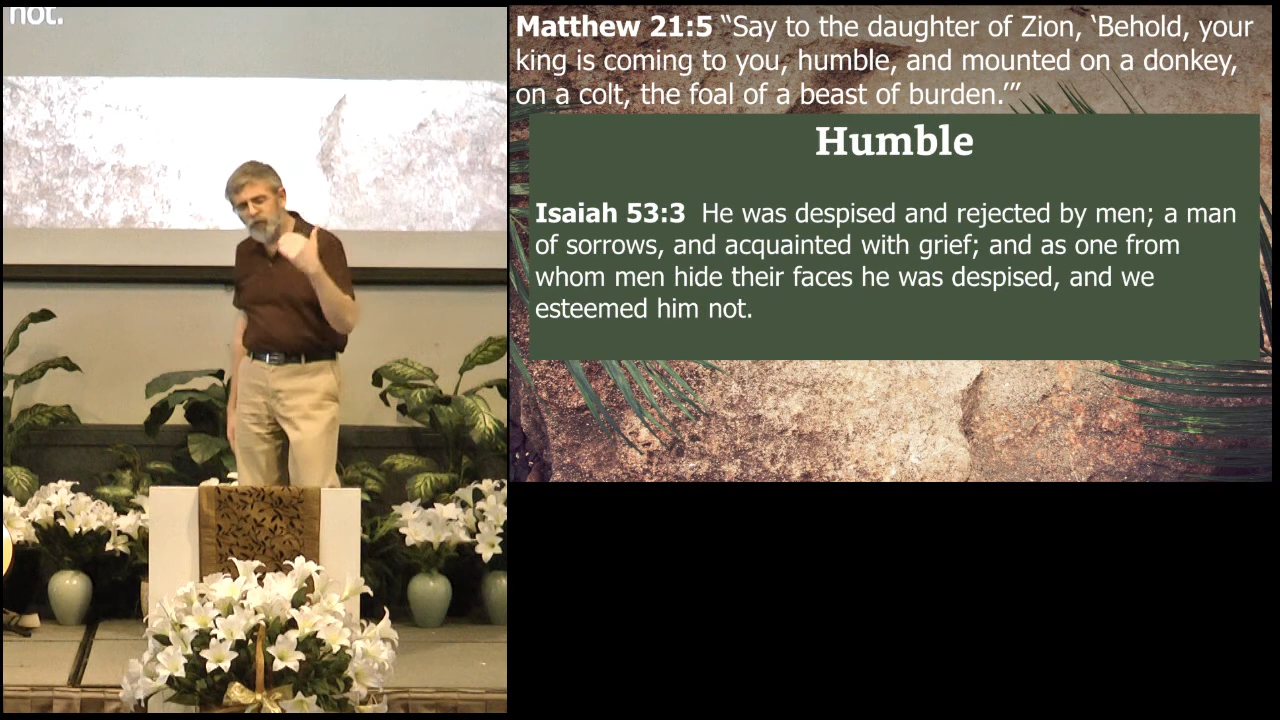 not.
Matthew 21:5 “Say to the daughter of Zion, ‘Behold, your
king is coming to you, humble, and mounted on a donkey,
on a colt, the foal of a beast of burden.’”
Humble
Isaiah 53:3 He was despised and rejected by men; a man
of sorrows, and acquainted with grief; and as one from
whom men hide their faces he was despised, and we
esteemed him not.